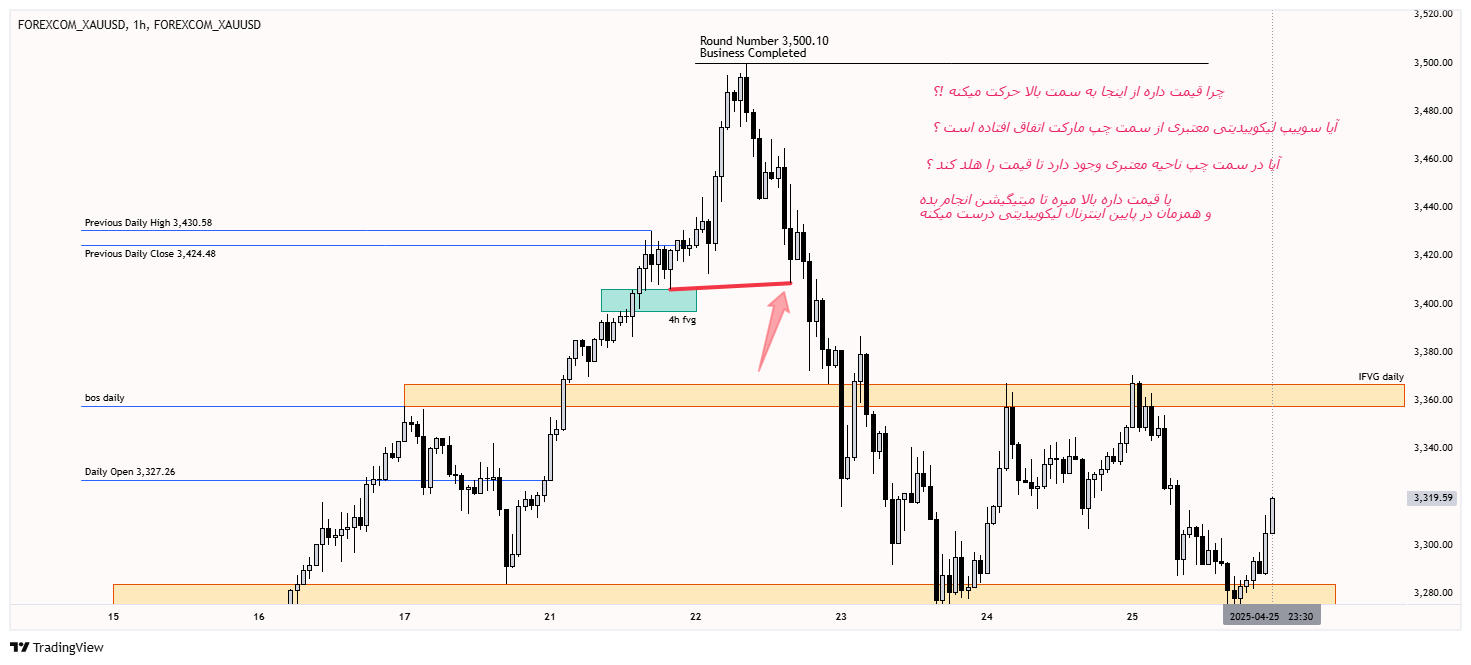 FOREXCOM_XAUUSD, 1h, FOREXCOM_XAUUSD
3,520.00
Round Number 3,500.10
Business Completed
3,500.00
چرا قیمت داره از اینجا به سمت بالا حرکت میکنه !؟
3,480.00
آیا سوییپ لیکوییدیتی معتبری از سمت چپ مارکت اتفاق افتاده است ؟
3,460.00
آیا در سمت چپ ناحیه معتبری وجود دارد تا قیمت را هلد کند ؟
یا قیمت داره بالا میره تا میتیگیشن انجام بده
و همزمان در پایین اینترنال لیکوییدیتی درست میکنه
3,440.00
Previous Daily High 3,430.58
Previous Daily Close 3,424.48
3,420.00
3,400.00
4h fvg
3,380.00
IFVG daily
bos daily
3,360.00
3,340.00
Daily Open 3,327.26
3,319.59
3,300.00
3,280.00
15 16 17 21 22 23 24 25 2025-04-25 23:30
TradingView